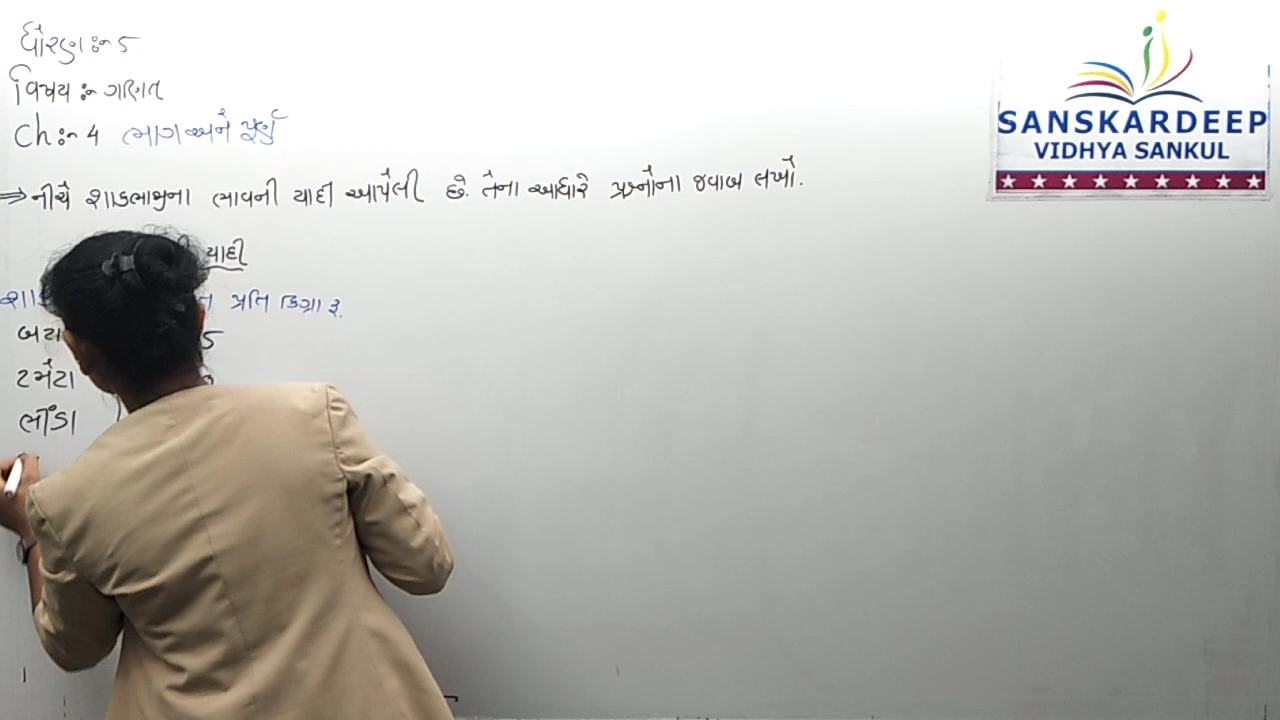 ધોરણ :- 5
વિષય :- ગણિત
Ch :- 4 ભાગ અને પૂર્ણ
⇒ નીચે શાકભાજીના ભાવની યાદી આપેલી છે. તેના આધારે પ્રશ્નોના જવાબ લખો.
યાદી
પ્રતિ કિગ્રા રૂ.
ટમેટા
ભીંડા
SANSKARDEEP
VIDHYA SANKUL